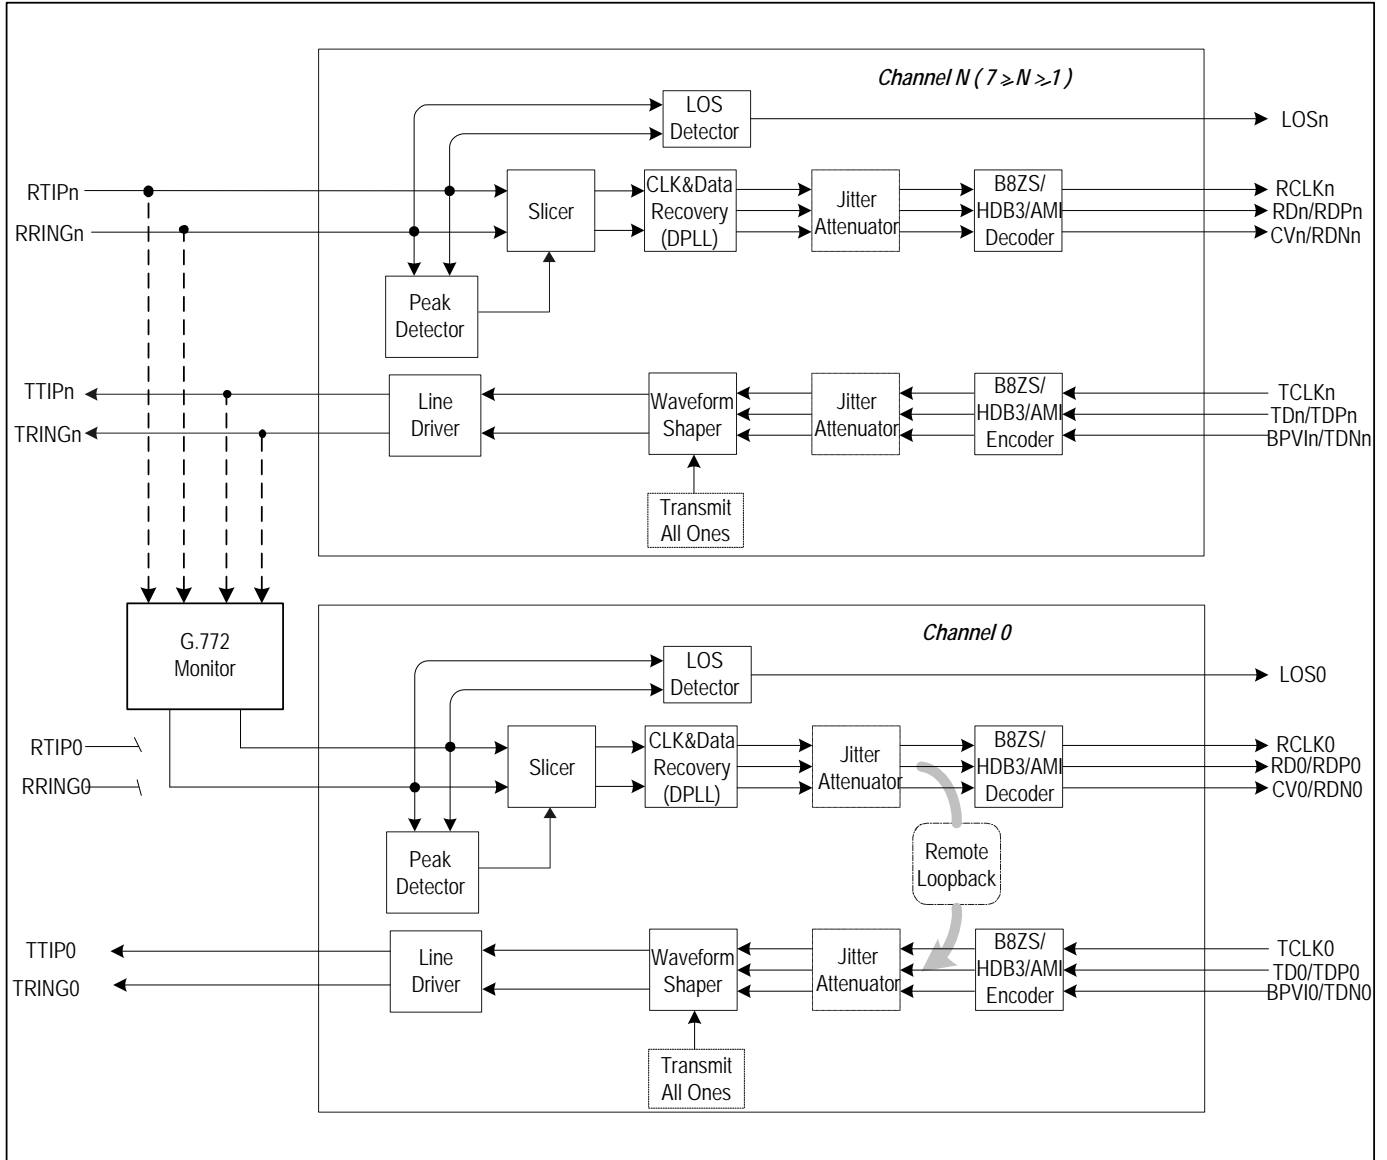 Channel N ( 7 ⩾ N ⩾ 1 )
LOS
Detector
LOSn
RTIPn
RRINGn
Slicer
CLK&Data
Recovery
(DPLL)
Jitter
Attenuator
B8ZS/
HDB3/AMI
Decoder
RCLKn
RDn/RDPn
CVn/RDNn
Peak
Detector
TTIPn
TRINGn
Line
Driver
Waveform
Shaper
Jitter
Attenuator
B8ZS/
HDB3/AMI
Encoder
TCLKn
TDn/TDPn
BPVIn/TDNn
Transmit
All Ones
G.772
Monitor
Channel 0
LOS
Detector
LOS0
RTIP0
RRING0
Slicer
CLK&Data
Recovery
(DPLL)
Jitter
Attenuator
B8ZS/
HDB3/AMI
Decoder
RCLK0
RD0/RDP0
CV0/RDN0
Peak
Detector
Remote
Loopback
TTIP0
TRING0
Line
Driver
Waveform
Shaper
Jitter
Attenuator
B8ZS/
HDB3/AMI
Encoder
TCLK0
TD0/TDP0
BPVI0/TDN0
Transmit
All Ones